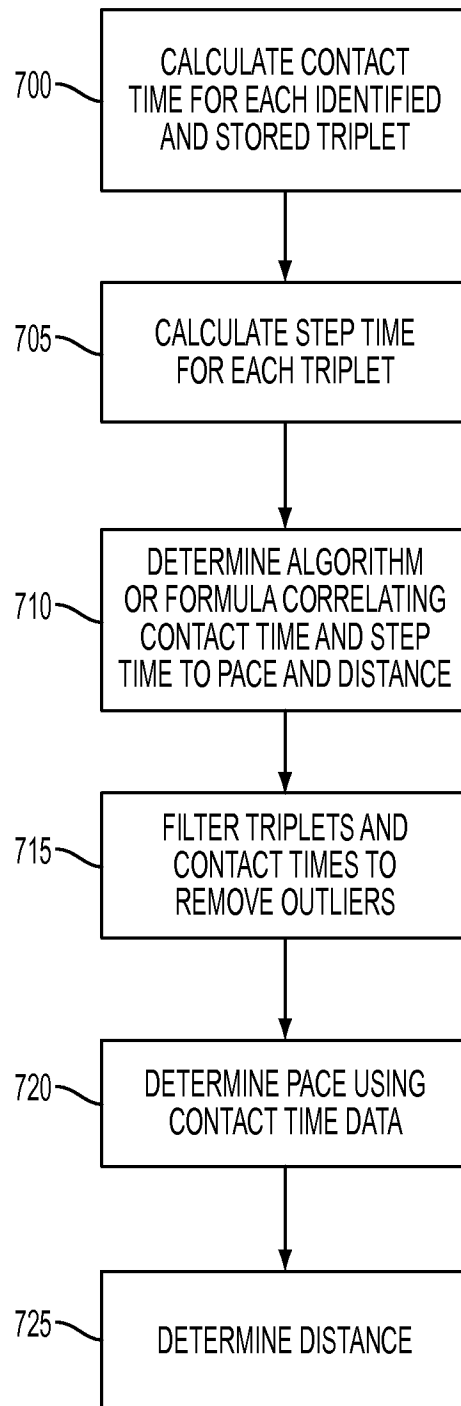 700
CALCULATE CONTACT
TIME FOR EACH IDENTIFIED
AND STORED TRIPLET
705
CALCULATE STEP TIME
FOR EACH TRIPLET
710
DETERMINE ALGORITHM
OR FORMULA CORRELATING
CONTACT TIME AND STEP
TIME TO PACE AND DISTANCE
715
FILTER TRIPLETS AND
CONTACT TIMES TO
REMOVE OUTLIERS
720
DETERMINE PACE USING
CONTACT TIME DATA
725
DETERMINE DISTANCE